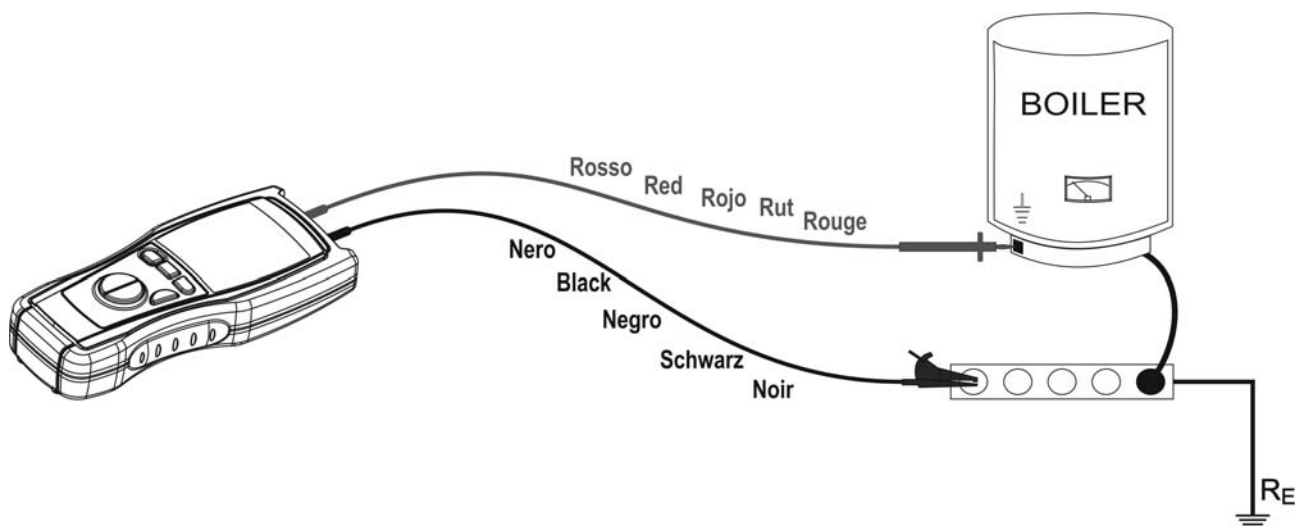 BOILER
Rosso
Red
Rojo
Rut
Rouge
Nero
Black
Negro
Schwarz
Noir
RE